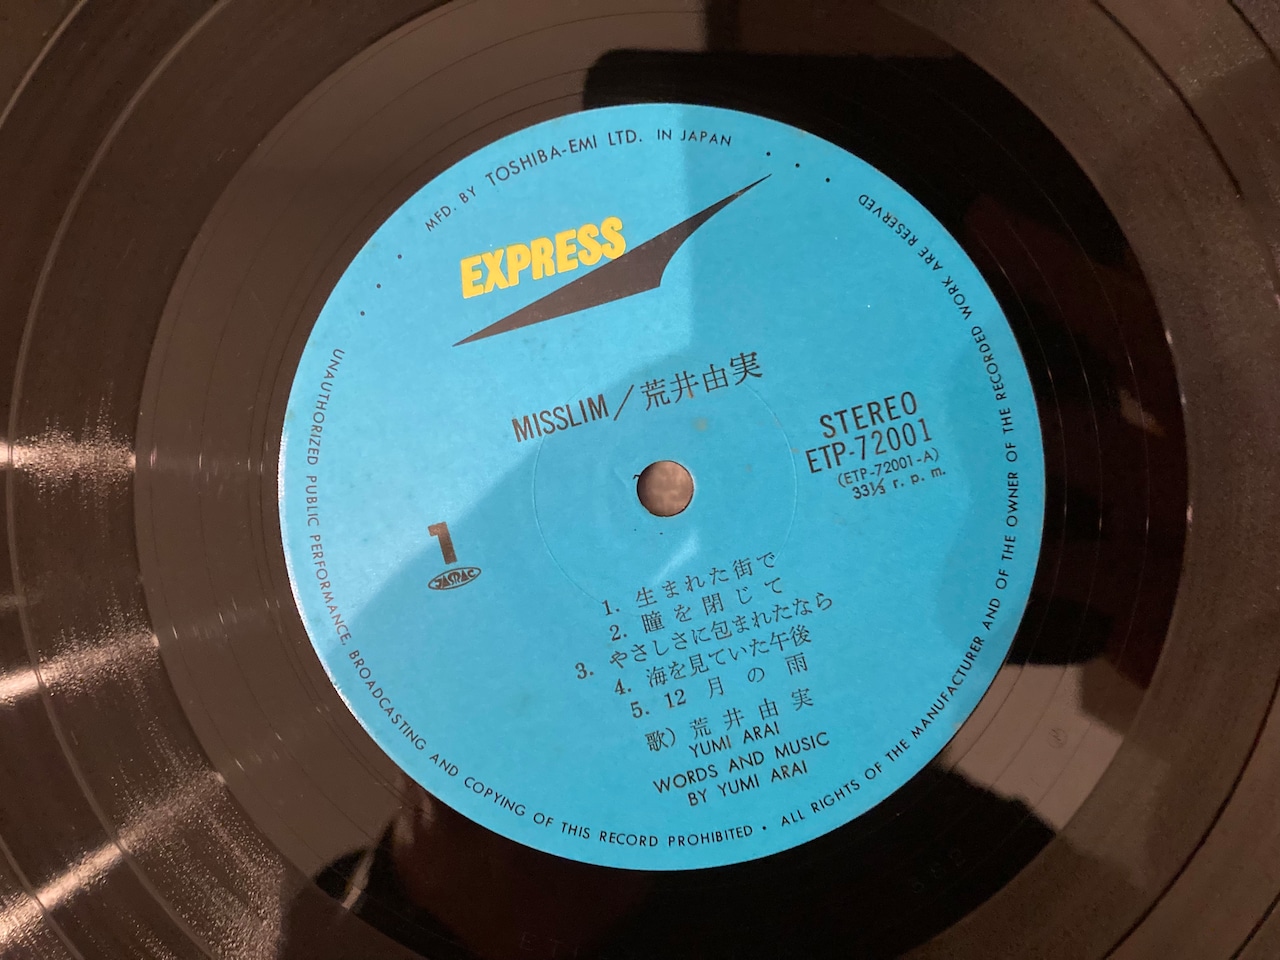 MFD. BY TOSHIBA-EMI LTD. IN JAPAN
EXPRESS
MISSLIM／荒井由実
STEREO
ETP-72001
(ETP-72001-A)
33⅓ r. p. m.
1
JASRAC
1. 生まれた街で
2. 瞳を閉じて
3. やさしさに包まれたなら
4. 海を見ていた午後
5. 12月の雨
歌）荒井由実
YUMI ARAI
WORDS AND MUSIC
BY YUMI ARAI
UNAUTHORIZED PUBLIC PERFORMANCE, BROADCASTING AND COPYING OF THIS RECORD PROHIBITED • ALL RIGHTS OF THE MANUFACTURER AND OF THE OWNER OF THE RECORDED WORK ARE RESERVED